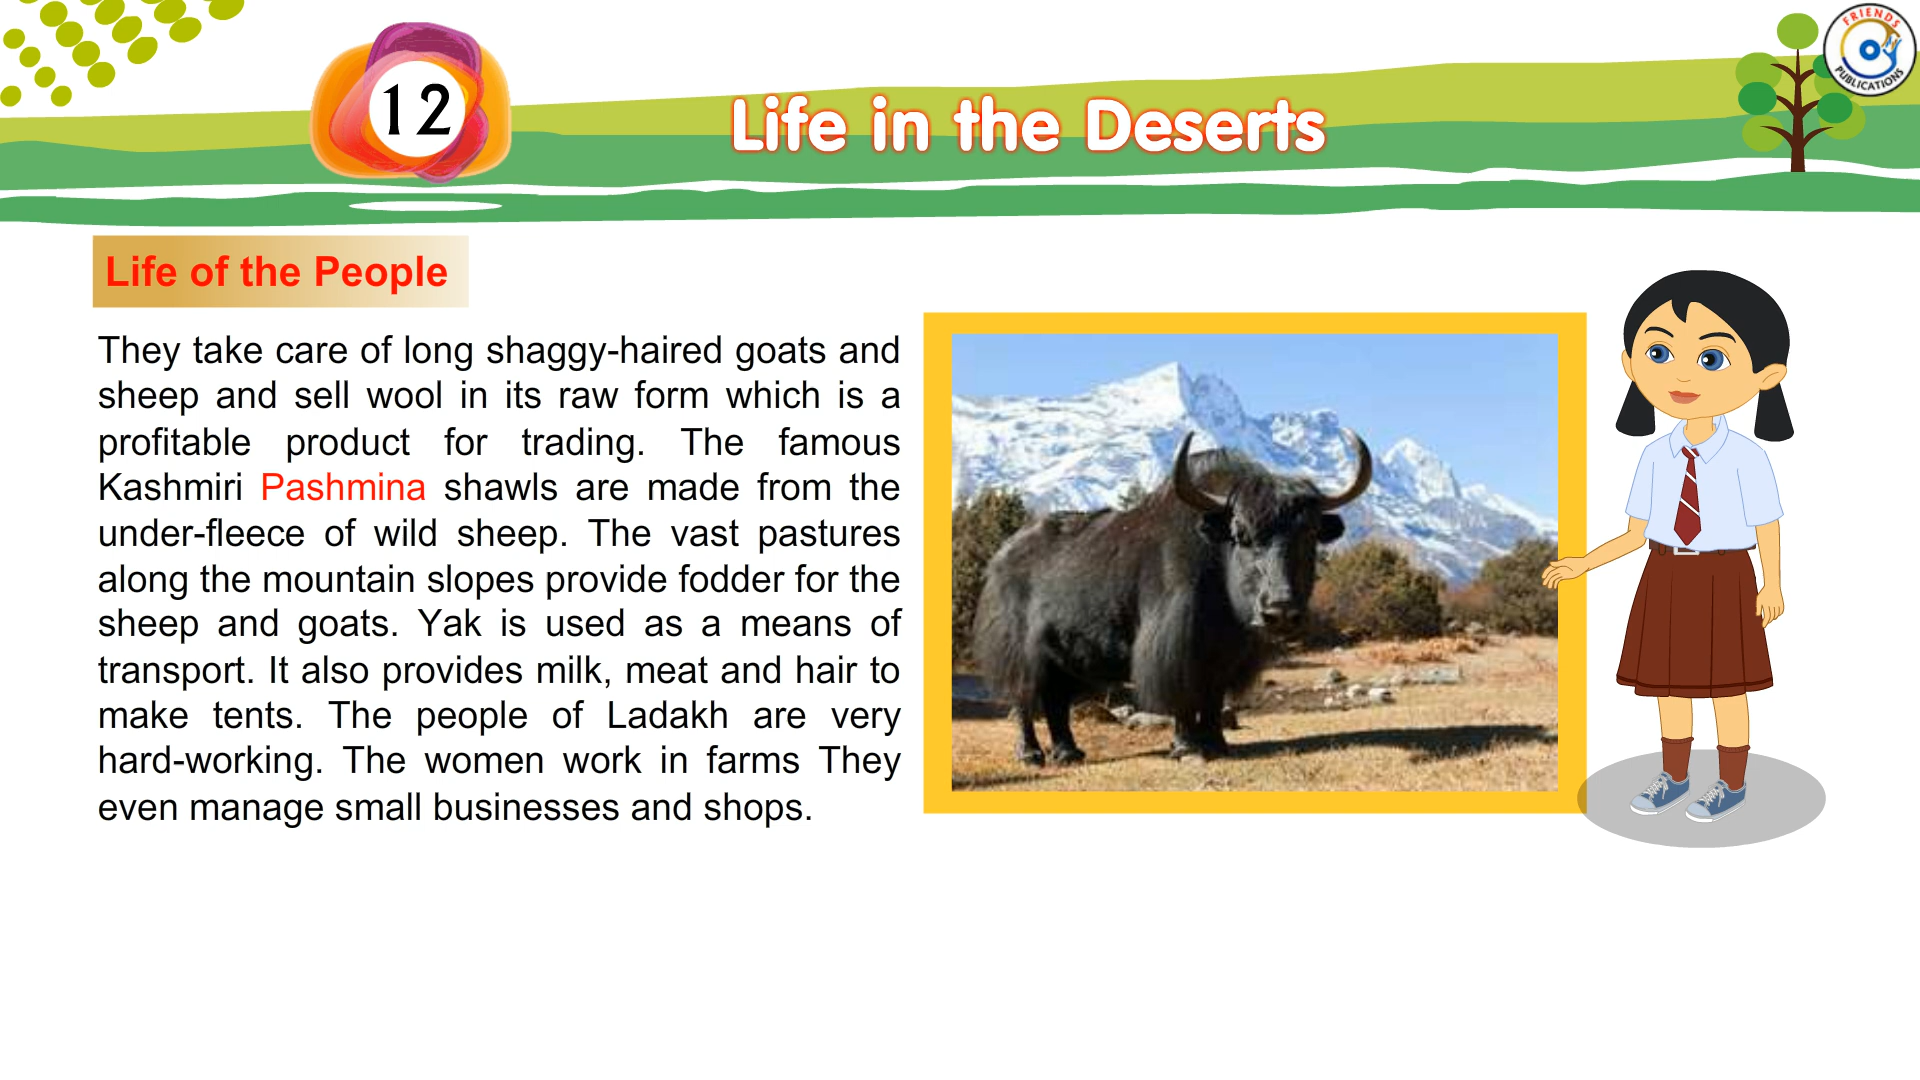 12
Life in the Deserts
FRIENDS
PUBLICATIONS
Life of the People
They take care of long shaggy-haired goats and
sheep and sell wool in its raw form which is a
profitable product for trading. The famous
Kashmiri Pashmina shawls are made from the
under-fleece of wild sheep. The vast pastures
along the mountain slopes provide fodder for the
sheep and goats. Yak is used as a means of
transport. It also provides milk, meat and hair to
make tents. The people of Ladakh are very
hard-working. The women work in farms They
even manage small businesses and shops.